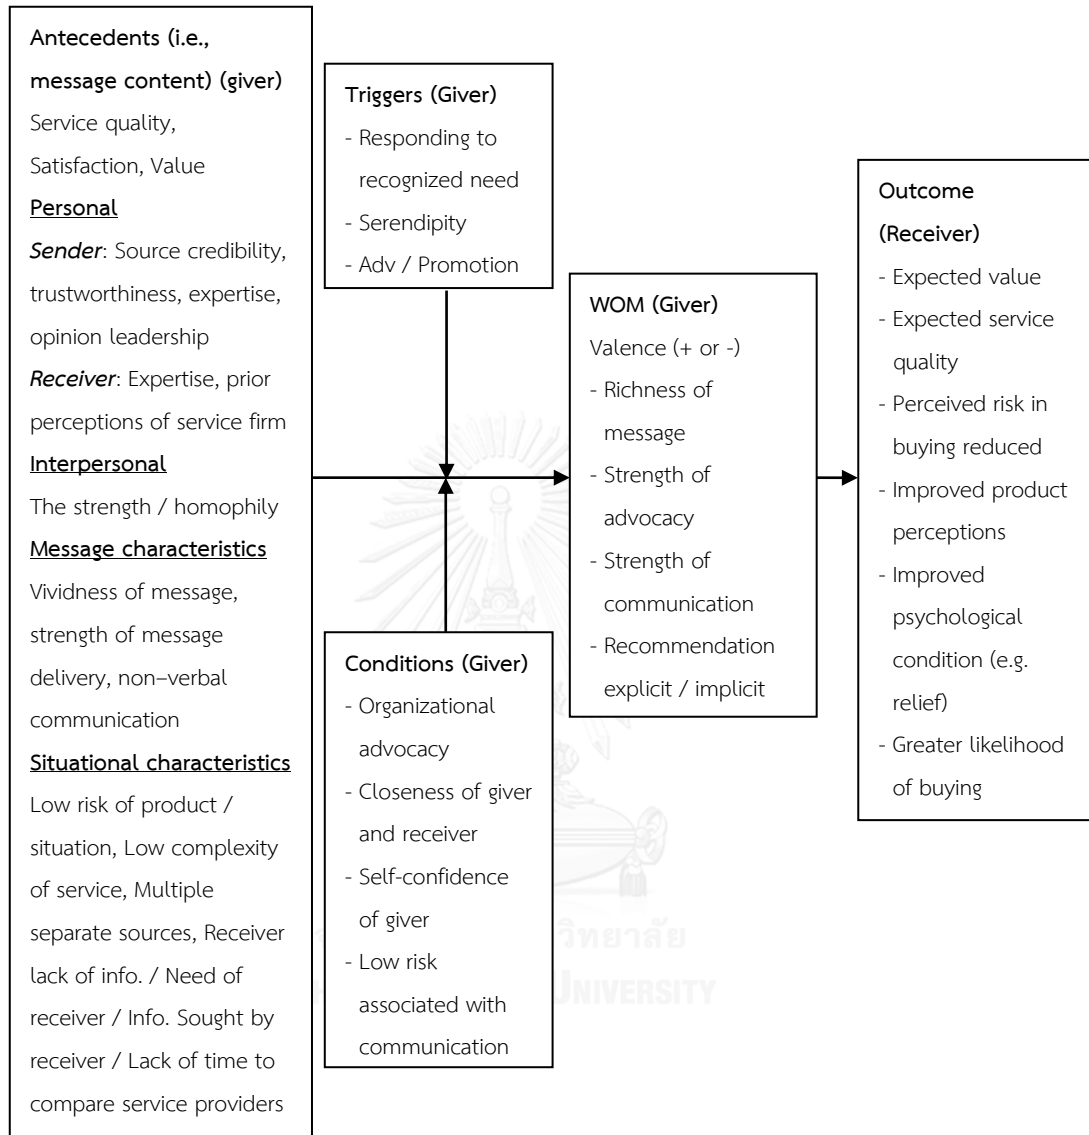 Antecedents (i.e.,
message content) (giver)
Service quality,
Satisfaction, Value
Personal
Sender: Source credibility,
trustworthiness, expertise,
opinion leadership
Receiver: Expertise, prior
perceptions of service firm
Interpersonal
The strength / homophily
Message characteristics
Vividness of message,
strength of message
delivery, non–verbal
communication
Situational characteristics
Low risk of product /
situation, Low complexity
of service, Multiple
separate sources, Receiver
lack of info. / Need of
receiver / Info. Sought by
receiver / Lack of time to
compare service providers
Triggers (Giver)
- Responding to
recognized need
- Serendipity
- Adv / Promotion
Conditions (Giver)
- Organizational
advocacy
- Closeness of giver
and receiver
- Self-confidence
of giver
- Low risk
associated with
communication
WOM (Giver)
Valence (+ or -)
- Richness of
message
- Strength of
advocacy
- Strength of
communication
- Recommendation
explicit / implicit
Outcome
(Receiver)
- Expected value
- Expected service
quality
- Perceived risk in
buying reduced
- Improved product
perceptions
- Improved
psychological
condition (e.g.
relief)
- Greater likelihood
of buying
วิทยาลัย
UNIVERSITY